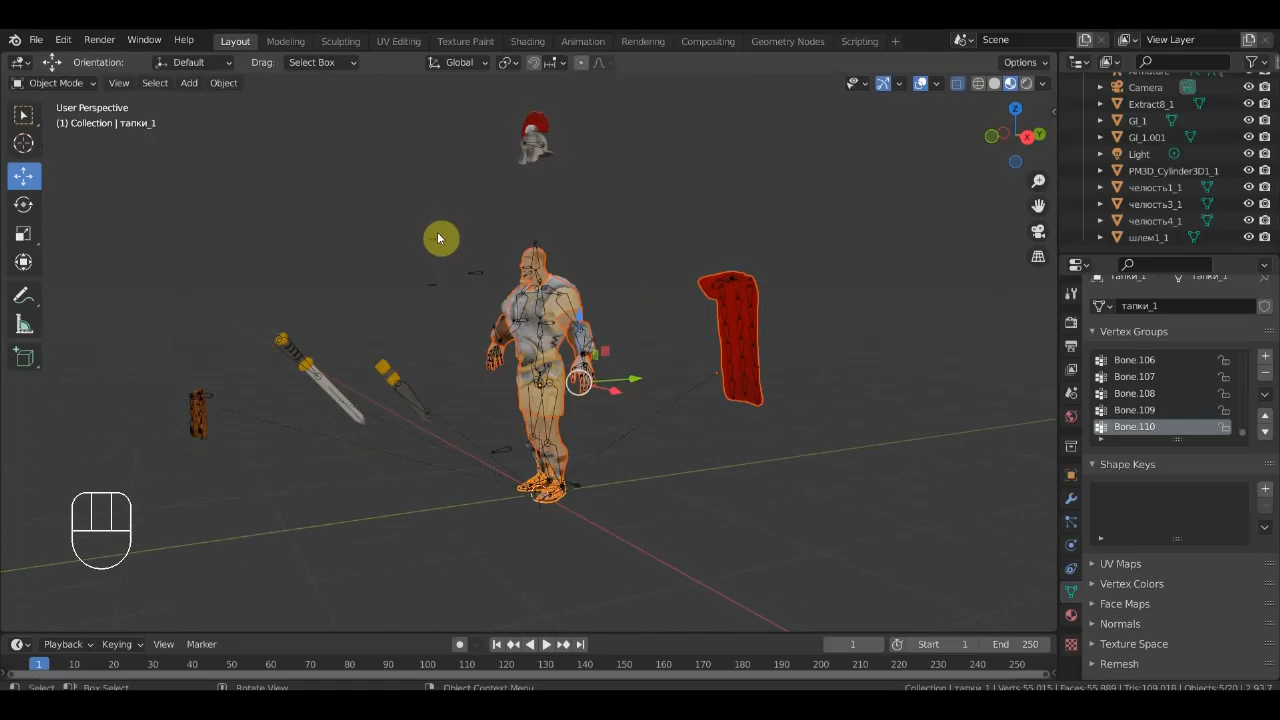 File Edit Render Window Help Layout Modeling Sculpting UV Editing Texture Paint Shading Animation Rendering Compositing Geometry Nodes Scripting + Scene View Layer
Orientation: Default Drag: Select Box Global Options
Object Mode View Select Add Object
User Perspective
(1) Collection | тапки_1
X
Y
Z
Camera
Extract8_1
GI_1
GI_1.001
Light
PM3D_Cylinder3D1_1
челюсть1_1
челюсть3_1
челюсть4_1
шлем1_1
тапки_1 тапки_1
тапки_1
Vertex Groups
Bone.106
Bone.107
Bone.108
Bone.109
Bone.110
Shape Keys
UV Maps
Vertex Colors
Face Maps
Normals
Texture Space
Remesh
Playback Keying View Marker 1 Start 1 End 250
1 10 20 30 40 50 60 70 80 90 100 110 120 130 140 150 160 170 180 190 200 210 220 230 240 250
Select Box Select Rotate View Object Context Menu Collection | тапки_1 | Verts:55,015 | Faces:55,889 | Tris:109,018 | Objects:5/20 | 2.93.7